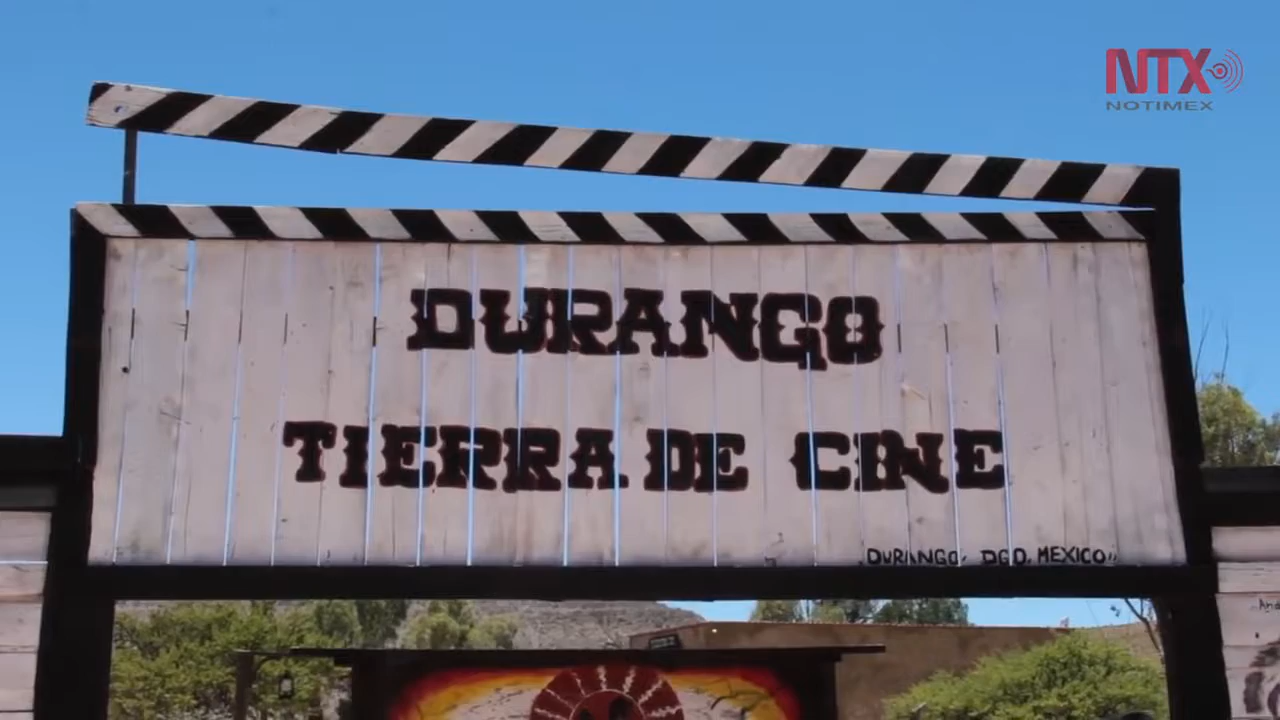 NTX
NOTIMEX
DURANGO
TIERRA DE CINE
DURANGO, DGO. MEXICO